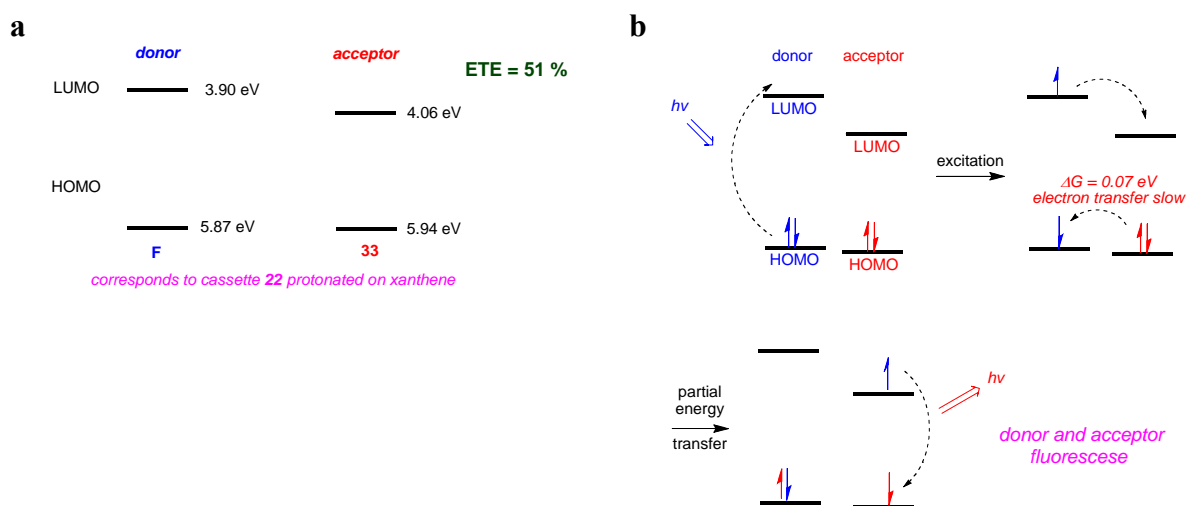 a
donor
acceptor
ETE = 51 %
LUMO
3.90 eV
4.06 eV
HOMO
5.87 eV
5.94 eV
F
33
corresponds to cassette 22 protonated on xanthene
b
donor
acceptor
hv
LUMO
LUMO
HOMO
HOMO
excitation
ΔG = 0.07 eV
electron transfer slow
partial
energy
transfer
hv
donor and acceptor
fluorescese